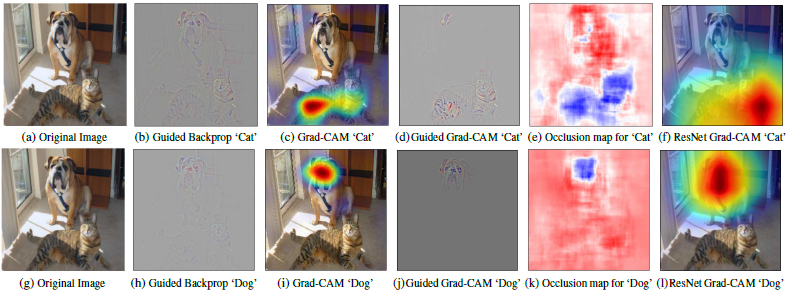 (a) Original Image (b) Guided Backprop ‘Cat’ (c) Grad-CAM ‘Cat’ (d) Guided Grad-CAM ‘Cat’ (e) Occlusion map for ‘Cat’ (f) ResNet Grad-CAM ‘Cat’
(g) Original Image (h) Guided Backprop ‘Dog’ (i) Grad-CAM ‘Dog’ (j) Guided Grad-CAM ‘Dog’ (k) Occlusion map for ‘Dog’ (l)ResNet Grad-CAM ‘Dog’